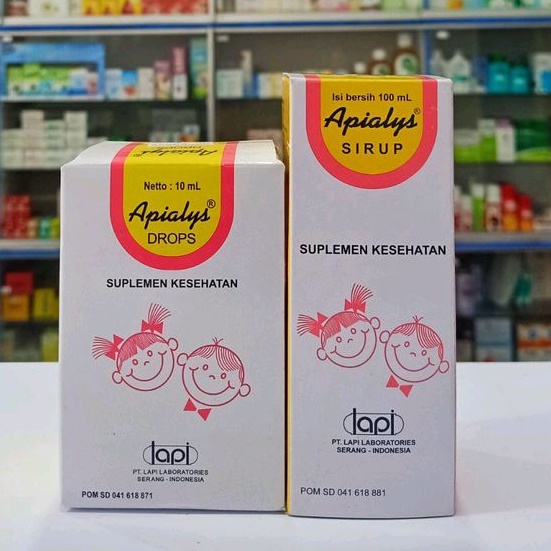 Apialys
Netto : 10 mL
Apialys®
DROPS
SUPLEMEN KESEHATAN
lapi
PT. LAPI LABORATORIES
SERANG - INDONESIA
POM SD 041 618 871
Isi bersih 100 mL
Apialys®
SIRUP
SUPLEMEN KESEHATAN
lapi
PT. LAPI LABORATORIES
SERANG - INDONESIA
POM SD 041 618 881